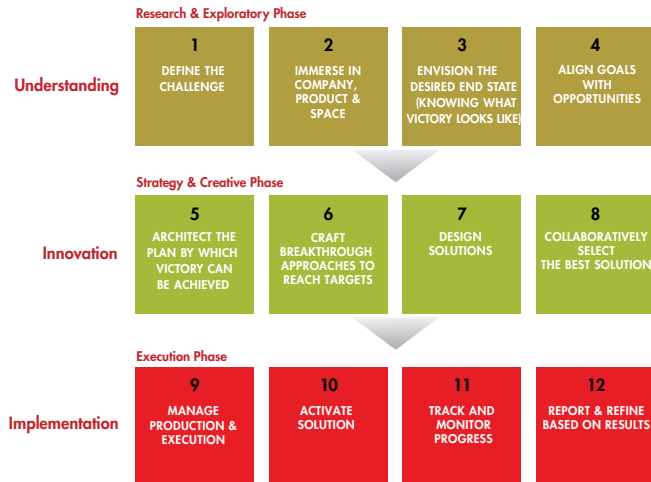 Research & Exploratory Phase
Understanding
1
DEFINE THE
CHALLENGE
2
IMMERSE IN
COMPANY,
PRODUCT &
SPACE
3
ENVISION THE
DESIRED END STATE
(KNOWING WHAT
VICTORY LOOKS LIKE)
4
ALIGN GOALS
WITH
OPPORTUNITIES
Strategy & Creative Phase
Innovation
5
ARCHITECT THE
PLAN BY WHICH
VICTORY CAN
BE ACHIEVED
6
CRAFT
BREAKTHROUGH
APPROACHES TO
REACH TARGETS
7
DESIGN
SOLUTIONS
8
COLLABORATIVELY
SELECT
THE BEST SOLUTION
Execution Phase
Implementation
9
MANAGE
PRODUCTION &
EXECUTION
10
ACTIVATE
SOLUTION
11
TRACK AND
MONITOR
PROGRESS
12
REPORT & REFINE
BASED ON RESULTS